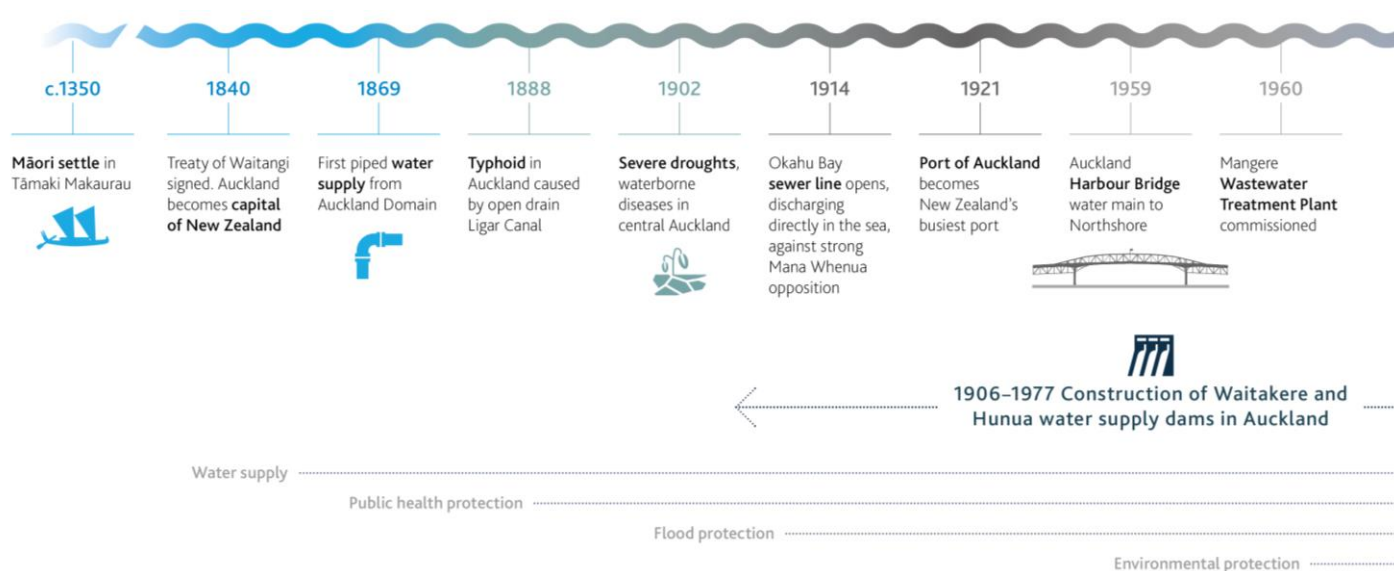 c.1350
Māori settle in
Tāmaki Makaurau
1840
Treaty of Waitangi
signed. Auckland
becomes capital
of New Zealand
1869
First piped water
supply from
Auckland Domain
1888
Typhoid in
Auckland caused
by open drain
Ligar Canal
1902
Severe droughts,
waterborne
diseases in
central Auckland
1914
Okahu Bay
sewer line opens,
discharging
directly in the sea,
against strong
Mana Whenua
opposition
1921
Port of Auckland
becomes
New Zealand's
busiest port
1959
Auckland
Harbour Bridge
water main to
Northshore
1960
Mangere
Wastewater
Treatment Plant
commissioned
1906–1977 Construction of Waitakere and
Hunua water supply dams in Auckland
Water supply
Public health protection
Flood protection
Environmental protection